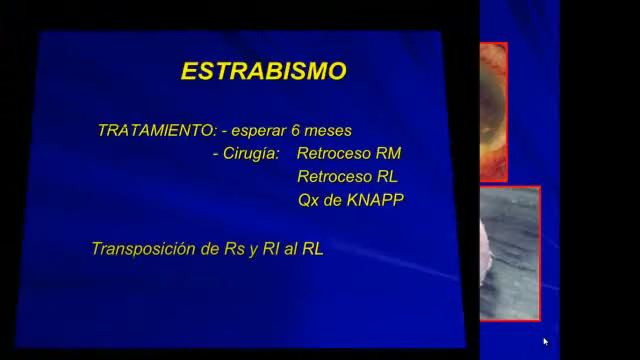 ESTRABISMO
TRATAMIENTO: - esperar 6 meses
- Cirugía: Retroceso RM
Retroceso RL
Qx de KNAPP
Transposición de Rs y RI al RL